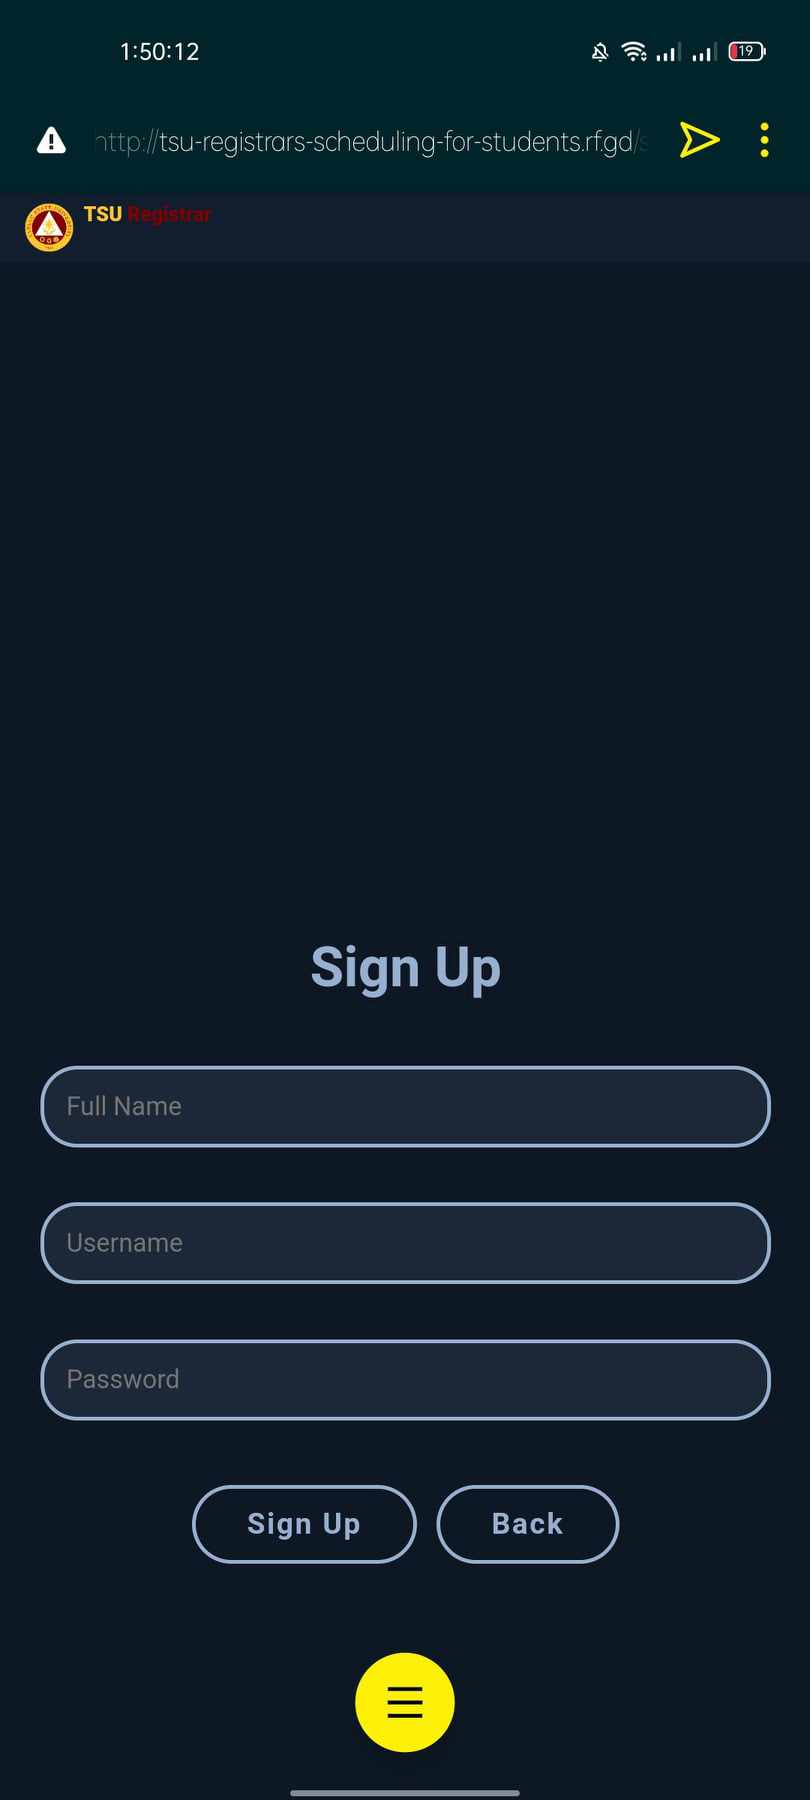 1:50:12
19
http://tsu-registrars-scheduling-for-students.rf.gd/s
TSU Registrar
Sign Up
Full Name
Username
Password
Sign Up
Back